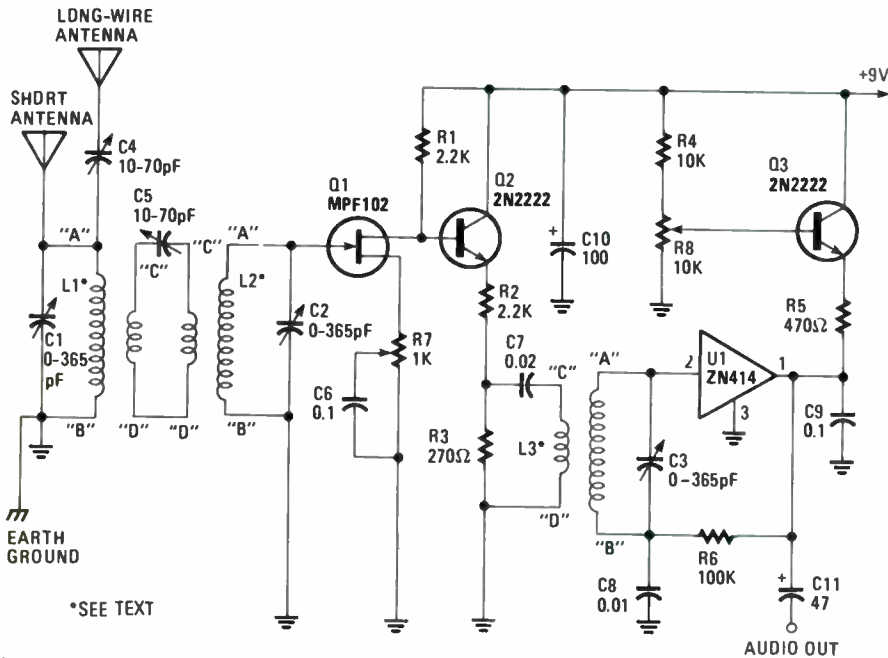 LONG-WIRE
ANTENNA
SHORT
ANTENNA
C4
10-70pF
C5
10-70pF
"A"
"C"
"C"
"A"
L1*
L2*
C1
0-365
pF
C2
0-365pF
"B"
"D"
"D"
"B"
EARTH
GROUND
*SEE TEXT
Q1
MPF102
R1
2.2K
Q2
2N2222
R7
1K
C6
0.1
R2
2.2K
C7
0.02
"C"
R3
270Ω
L3*
"D"
C10
100
+
R4
10K
R8
10K
Q3
2N2222
+9V
R5
470Ω
"A"
2
U1
ZN414
1
3
C9
0.1
C3
0-365pF
"B"
R6
100K
C8
0.01
+
C11
47
AUDIO OUT